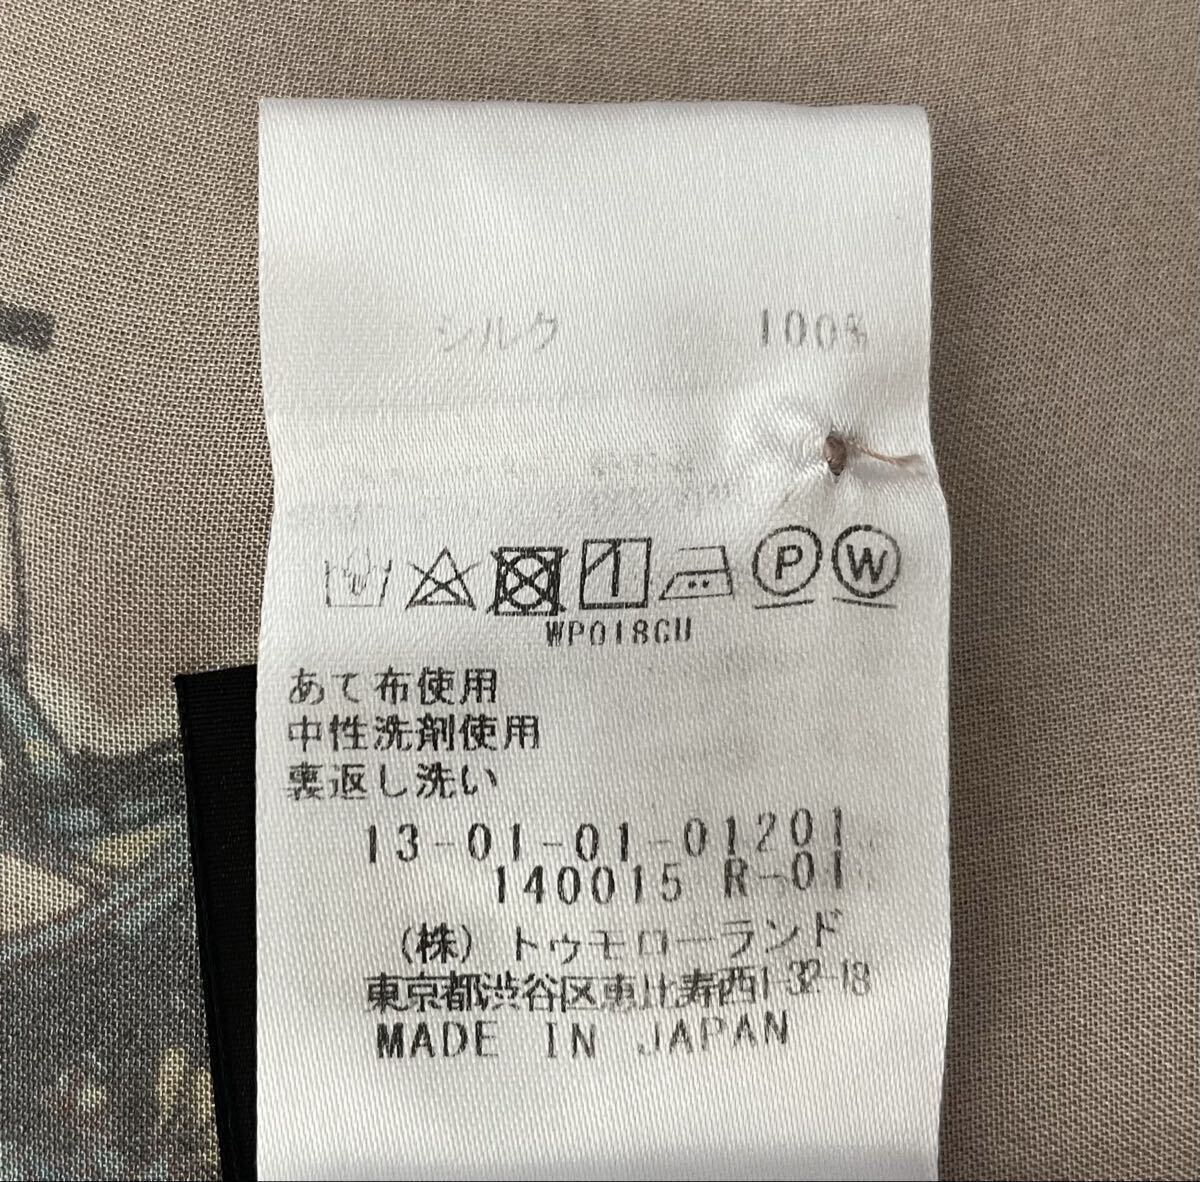 シルク 100%
P W
WP018GU
あて布使用
中性洗剤使用
裏返し洗い
13-01-01-01201
140015 R-01
(株) トゥモローランド
東京都渋谷区恵比寿西1-32-18
MADE IN JAPAN